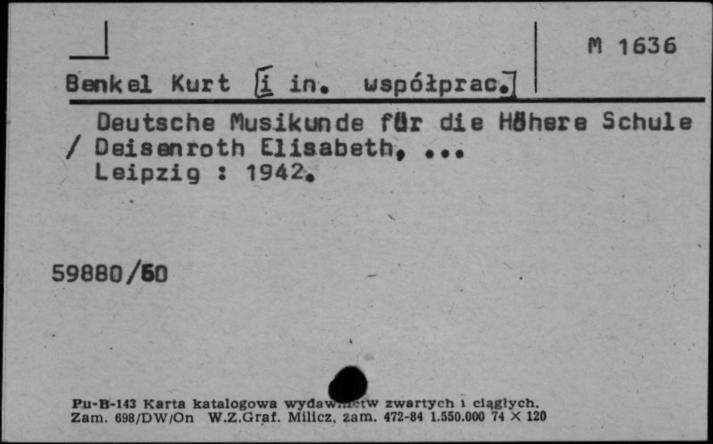 M 1636
Benkel Kurt [i in. współprac.]
Deutsche Musikunde für die Höhere Schule
/ Deisenroth Elisabeth, ...
Leipzig : 1942.
59880/60
Pu-B-143 Karta katalogowa wydawnictw zwartych i ciągłych.
Zam. 698/DW/On W.Z.Graf. Milicz, zam. 472-84 1.550.000 74 × 120